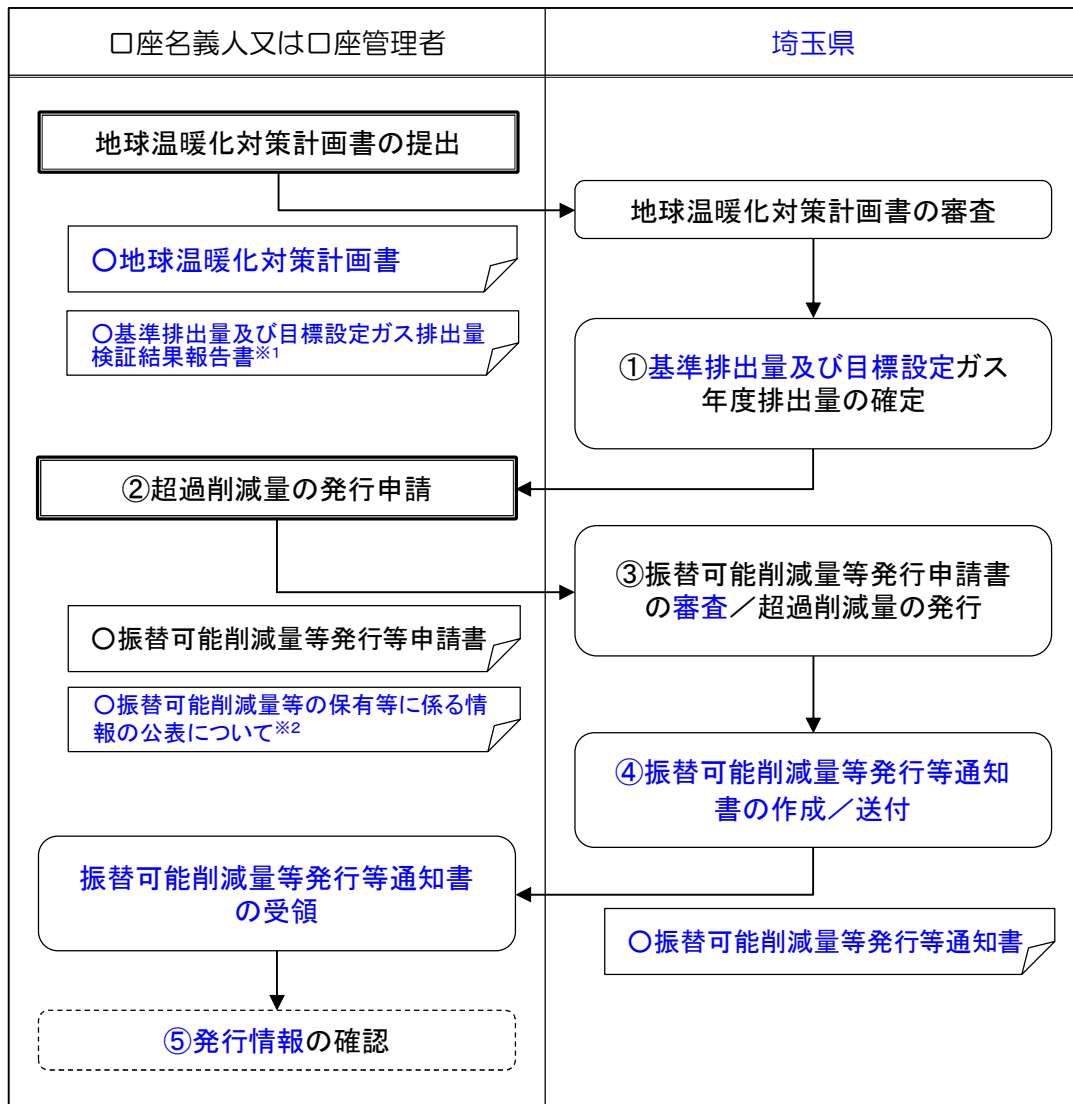 口座名義人又は口座管理者
埼玉県
地球温暖化対策計画書の提出
地球温暖化対策計画書の審査
○地球温暖化対策計画書
○基準排出量及び目標設定ガス排出量
検証結果報告書※1
①基準排出量及び目標設定ガス
年度排出量の確定
②超過削減量の発行申請
③振替可能削減量等発行申請書
の審査／超過削減量の発行
○振替可能削減量等発行等申請書
○振替可能削減量等の保有等に係る情
報の公表について※2
④振替可能削減量等発行等通知
書の作成／送付
振替可能削減量等発行等通知書
の受領
○振替可能削減量等発行等通知書
⑤発行情報の確認